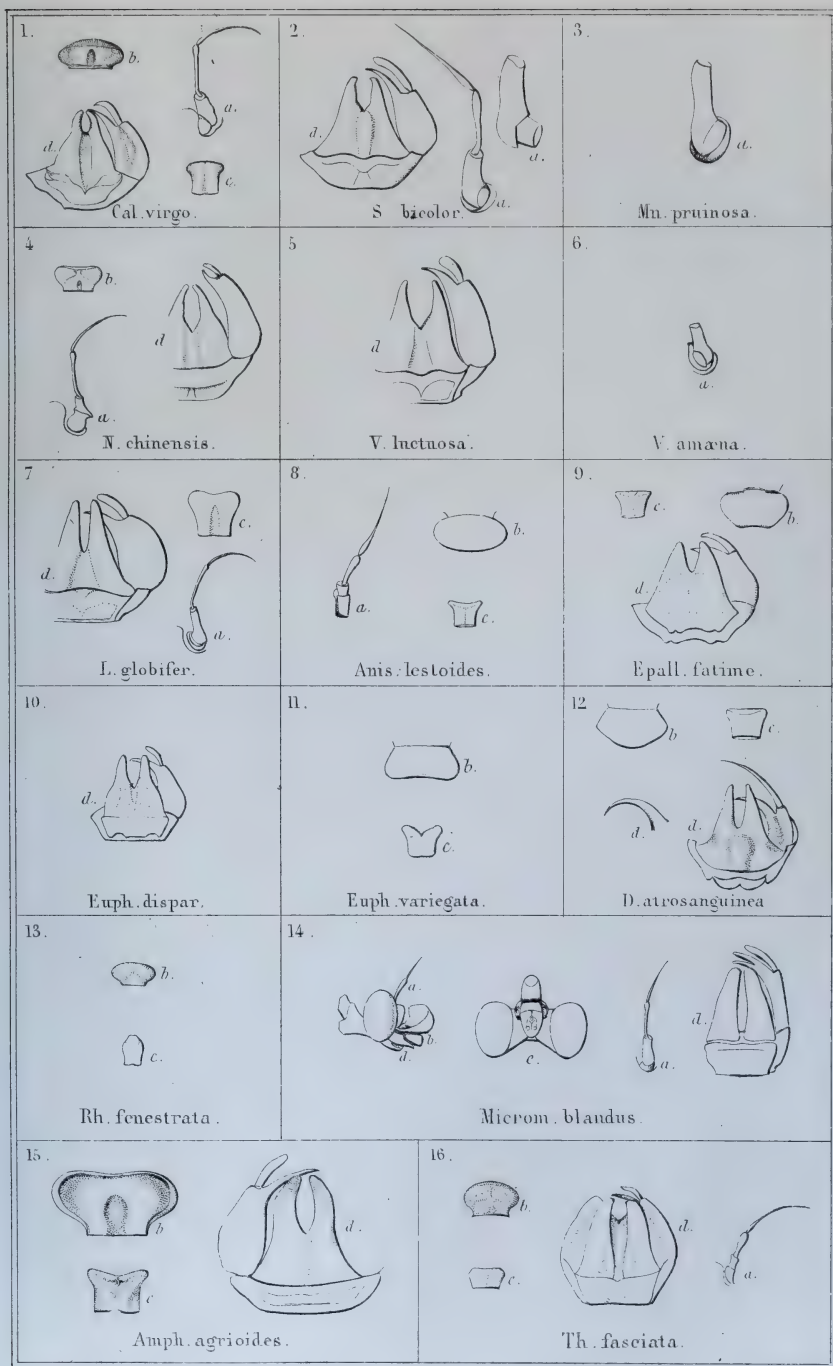 1.
b.
a.
d.
c.
Cal. virgo.
2.
d.
a.
a.
S bicolor.
3.
a.
Mn. pruinosa.
4
b.
d
a.
N. chinensis.
5
d
V. luctuosa.
6.
a.
V. amæna.
7
c.
d.
a.
L. globifer.
8.
b.
a.
c.
Anis. lestoides.
9.
c.
b.
d.
Epall. fatime.
10.
d.
Euph. dispar.
11.
b.
c.
Euph. variegata.
12
b
c.
d.
d.
D. atrosanguinea
13.
b.
c.
Rh. fenestrata.
14.
a.
b.
d.
e.
a.
d.
Microm. blandus.
15.
b
d.
c
Amph. agrioides.
16.
b.
d.
c.
a.
Th. fasciata.